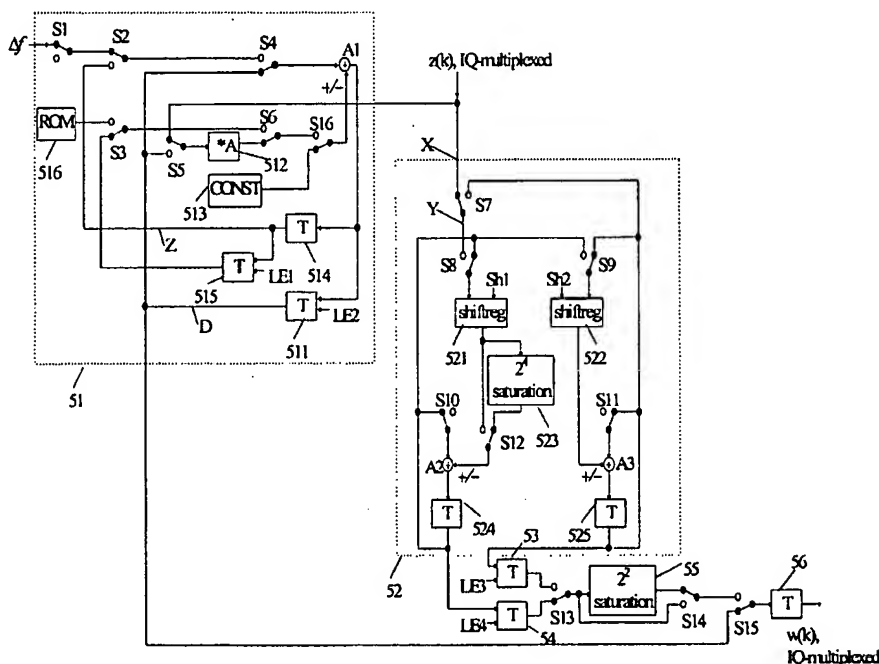 Δf
S1
S2
S4
A1
+/-
z(k), IQ-multiplexed
ROM
516
S3
S6
S16
S5
*A
512
CONST
513
X
S7
Y
Z
T
514
T
515
LE1
T
511
LE2
D
51
S8
S9
Sh1
Sh2
shiftreg
521
shiftreg
522
2^4
saturation
523
S10
S11
S12
A2
+/-
A3
+/-
T
524
T
525
52
53
T
LE3
T
LE4
54
S13
55
2^2
saturation
S14
S15
56
T
w(k),
IQ-multiplexed